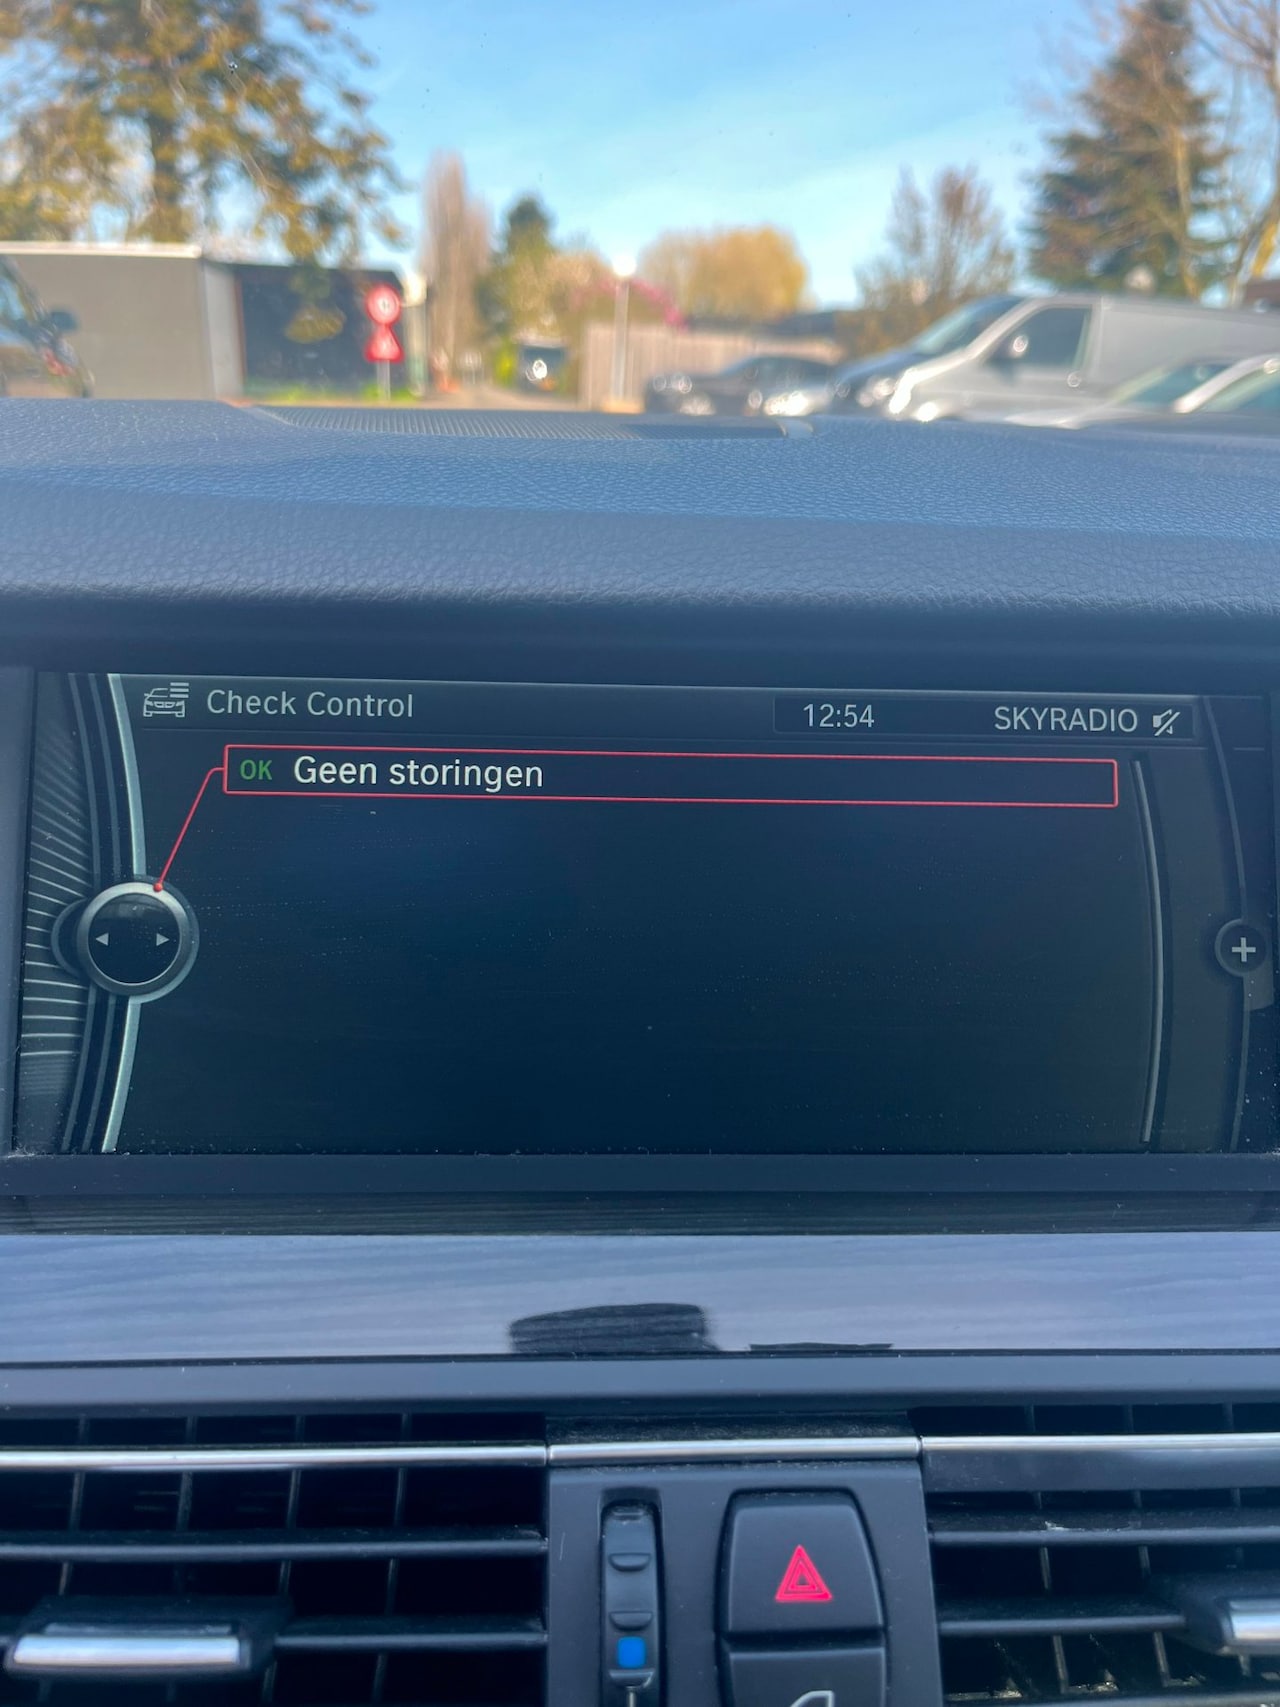 Check Control
12:54
SKYRADIO
OK Geen storingen